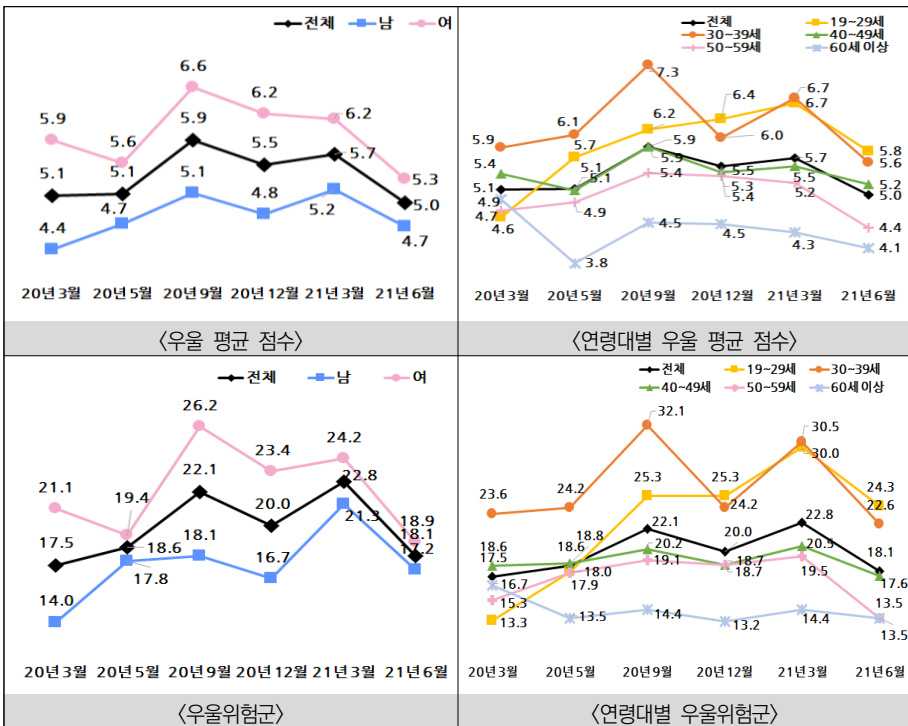 전체 남 여
6.6
6.2 6.2
5.9 5.9
5.6 5.5 5.7
5.1 5.1 5.1 5.3
4.7 4.8 5.2 5.0
4.4 4.7
20년 3월 20년 5월 20년 9월 20년 12월 21년 3월 21년 6월
〈우울 평균 점수〉
전체 19~29세
30~39세 40~49세
50~59세 60세 이상
7.3
6.4 6.7
6.1 6.2 6.7
5.9 5.7 5.9 6.0 5.8
5.4 5.1 5.9 5.5 5.7 5.6
5.1 5.1 5.4 5.3 5.5 5.2
4.9 4.9 5.4 5.2 5.0
4.7 4.5 4.5 4.3 4.4
4.6 3.8 4.1
20년 3월 20년 5월 20년 9월 20년 12월 21년 3월 21년 6월
〈연령대별 우울 평균 점수〉
전체 남 여
26.2
23.4 24.2
21.1 22.1 22.8
19.4 20.0 21.3
17.5 18.6 18.1 18.9
17.8 16.7 18.1
14.0
20년 3월 20년 5월 20년 9월 20년 12월 21년 3월 21년 6월
〈우울위험군〉
전체 19~29세 30~39세
40~49세 50~59세 60세 이상
32.1 30.5
30.0
25.3 25.3
23.6 24.2 24.2 24.3
22.1 22.8 22.6
18.6 18.8 20.2 20.0 20.5
17.5 18.6 19.1 18.7 19.5 18.1
16.7 18.0 18.7 17.6
15.3 17.9
13.3 13.5 14.4 13.2 14.4 13.5
13.5
20년 3월 20년 5월 20년 9월 20년 12월 21년 3월 21년 6월
〈연령대별 우울위험군〉